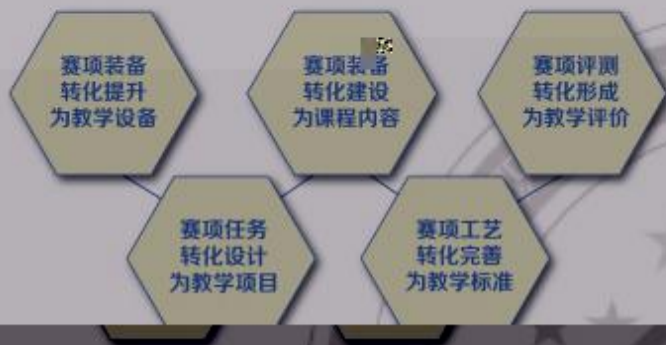 赛项装备
转化提升
为教学设备
赛项装备
转化建设
为课程内容
赛项评测
转化形成
为教学评价
赛项任务
转化设计
为教学项目
赛项工艺
转化完善
为教学标准